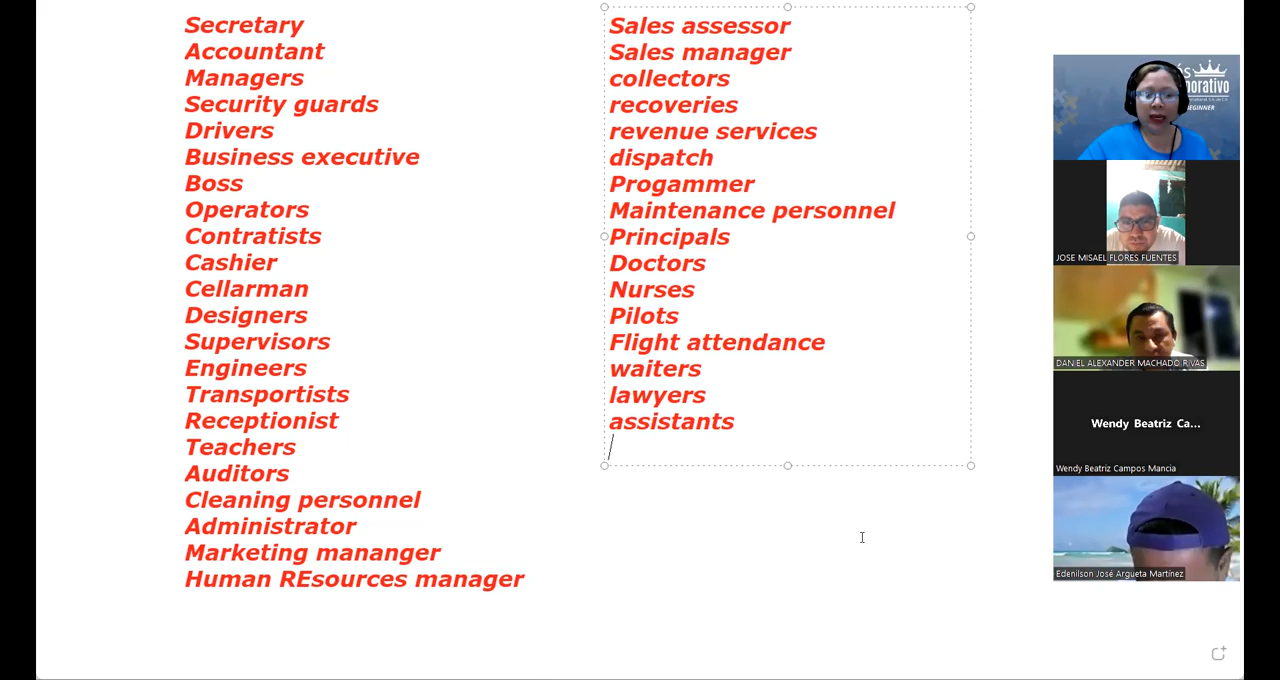 Secretary
Accountant
Managers
Security guards
Drivers
Business executive
Boss
Operators
Contratists
Cashier
Cellarman
Designers
Supervisors
Engineers
Transportists
Receptionist
Teachers
Auditors
Cleaning personnel
Administrator
Marketing mananger
Human REsources manager
Sales assessor
Sales manager
collectors
recoveries
revenue services
dispatch
Progammer
Maintenance personnel
Principals
Doctors
Nurses
Pilots
Flight attendance
waiters
lawyers
assistants
JOSE MISAEL FLORES FUENTES
DANIEL ALEXANDER MACHADO RIVAS
Wendy Beatriz Ca...
Wendy Beatriz Campos Mancia
Edenilson José Argueta Martínez